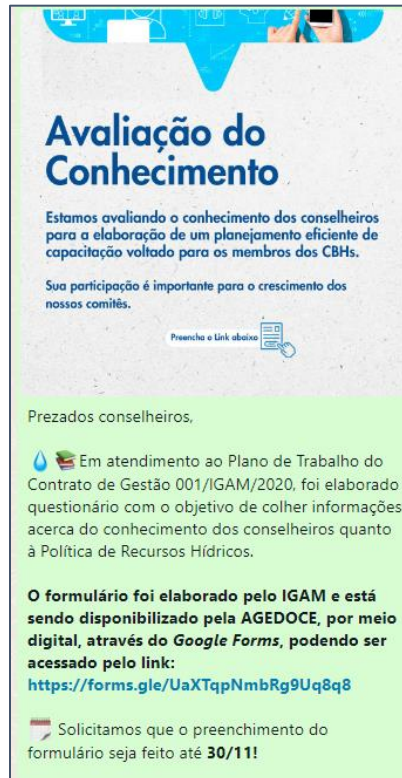 Avaliação do
Conhecimento
Estamos avaliando o conhecimento dos conselheiros
para a elaboração de um planejamento eficiente de
capacitação voltado para os membros dos CBHs.
Sua participação é importante para o crescimento dos
nossos comitês.
Preencha o Link abaixo
Prezados conselheiros,
💧 📚 Em atendimento ao Plano de Trabalho do
Contrato de Gestão 001/IGAM/2020, foi elaborado
questionário com o objetivo de colher informações
acerca do conhecimento dos conselheiros quanto
à Política de Recursos Hídricos.
O formulário foi elaborado pelo IGAM e está
sendo disponibilizado pela AGEDOCE, por meio
digital, através do Google Forms, podendo ser
acessado pelo link:
https://forms.gle/UaXTqpNmbRg9Uq8q8
🗓️ Solicitamos que o preenchimento do
formulário seja feito até 30/11!